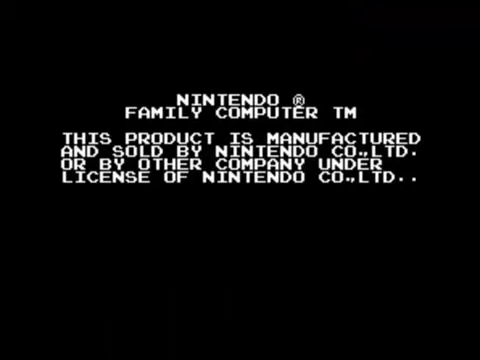 NINTENDO ®
FAMILY COMPUTER TM
THIS PRODUCT IS MANUFACTURED
AND SOLD BY NINTENDO CO.,LTD.
OR BY OTHER COMPANY UNDER
LICENSE OF NINTENDO CO.,LTD..